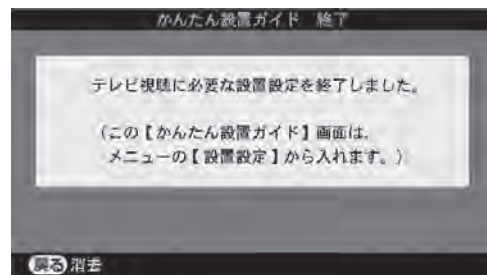 かんたん設置ガイド 終了
テレビ視聴に必要な設置設定を終了しました。
(この【かんたん設置ガイド】画面は、
メニューの【設置設定】から入れます。)
戻る 消去